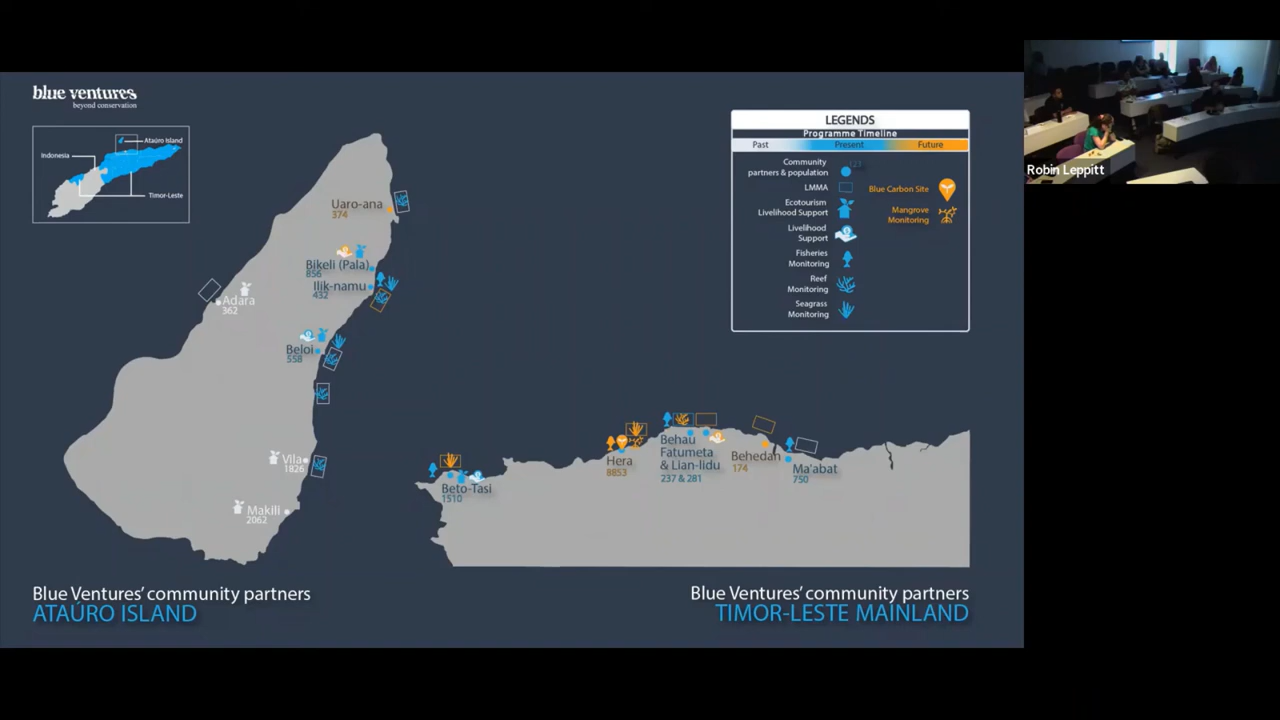 blue ventures
beyond conservation
Ataúro Island
Indonesia
Timor-Leste
LEGENDS
Programme Timeline
Past
Present
Future
Community
partners & population
123
LMMA
Ecotourism
Livelihood Support
Livelihood
Support
Fisheries
Monitoring
Reef
Monitoring
Seagrass
Monitoring
Blue Carbon Site
Mangrove
Monitoring
Robin Leppitt
Uaro-ana
374
Bikeli (Pala)
856
Ilik-namu
432
Adara
362
Beloi
558
Vila
1826
Makili
2062
Beto-Tasi
1510
Hera
8853
Behau
Fatumeta
& Lian-lidu
237 & 281
Behedan
174
Ma'abat
750
Blue Ventures' community partners
ATAÚRO ISLAND
Blue Ventures' community partners
TIMOR-LESTE MAINLAND